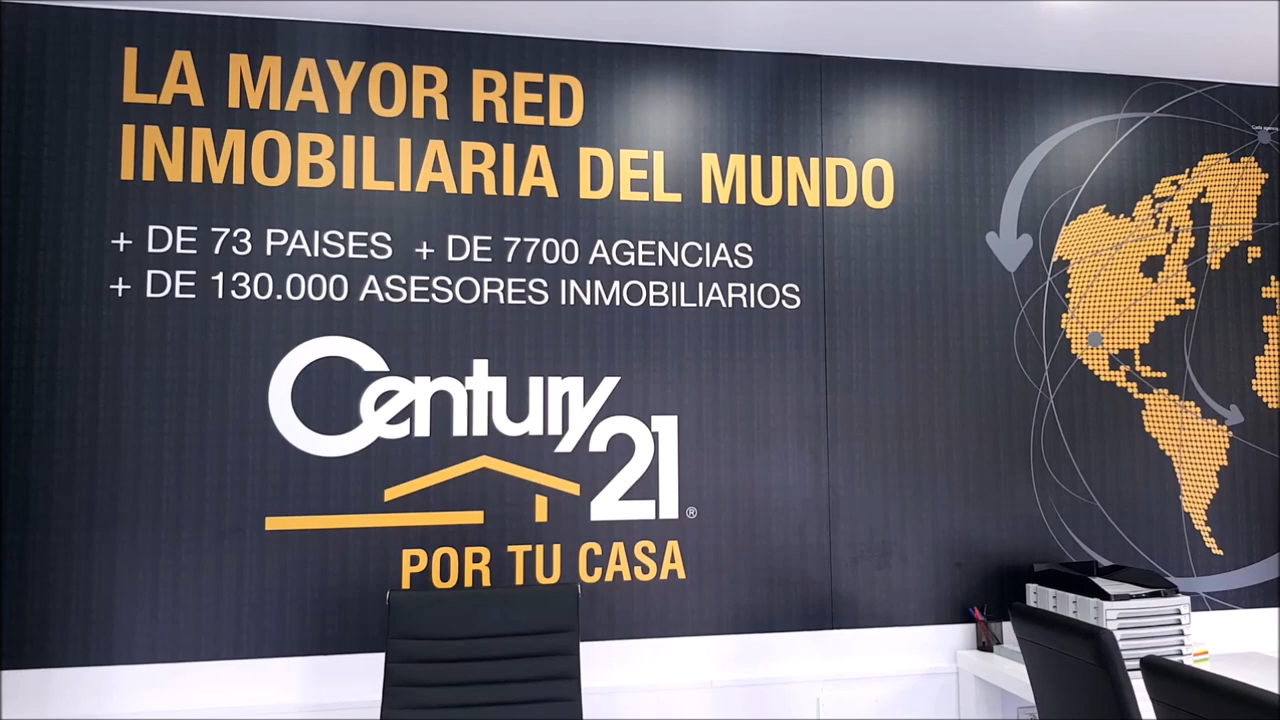 LA MAYOR RED
INMOBILIARIA DEL MUNDO
+ DE 73 PAISES + DE 7700 AGENCIAS
+ DE 130.000 ASESORES INMOBILIARIOS
Century
21®
POR TU CASA